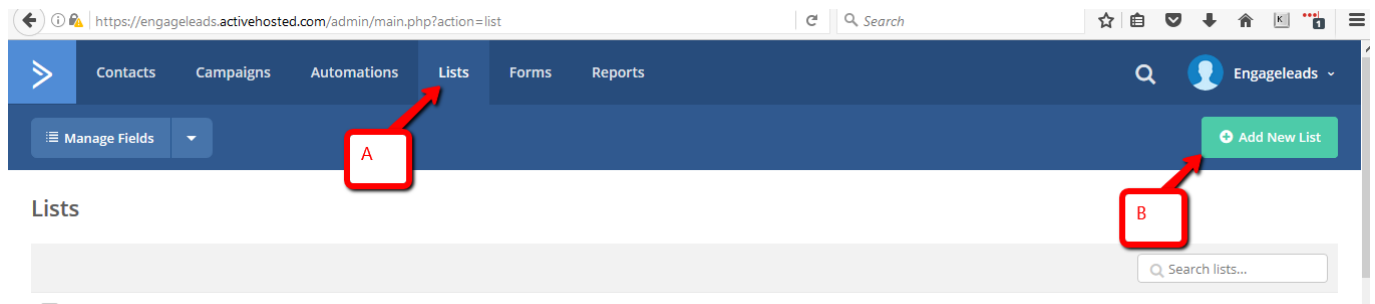 https://engageleads.activehosted.com/admin/main.php?action=list
Search
K
1
Contacts Campaigns Automations Lists Forms Reports
Engageleads
Manage Fields
A
Add New List
Lists
B
Search lists...